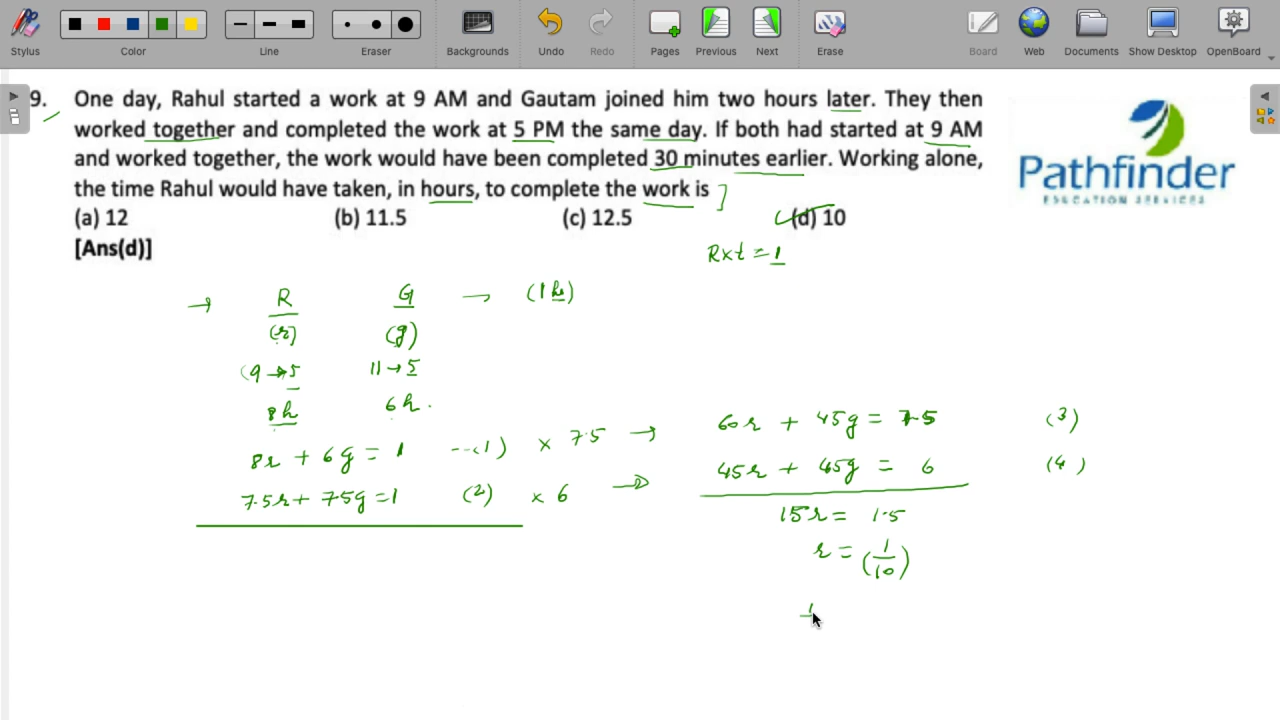 Stylus Color Line Eraser Backgrounds Undo Redo Pages Previous Next Erase Board Web Documents Show Desktop OpenBoard
9. One day, Rahul started a work at 9 AM and Gautam joined him two hours later. They then
worked together and completed the work at 5 PM the same day. If both had started at 9 AM
and worked together, the work would have been completed 30 minutes earlier. Working alone,
the time Rahul would have taken, in hours, to complete the work is
(a) 12 (b) 11.5 (c) 12.5 (d) 10
[Ans(d)]
Pathfinder
EDUCATION SERVICES
R×t = 1
→ R G — (1 hr)
(r) (g)
(9→5 11→5
8h 6h.
8r + 6g = 1 --(1) × 7.5 →
7.5r + 75g = 1 (2) × 6 ⇒
60r + 45g = 7.5 (3)
45r + 45g = 6 (4)
15r = 1.5
r = (1/10)
1